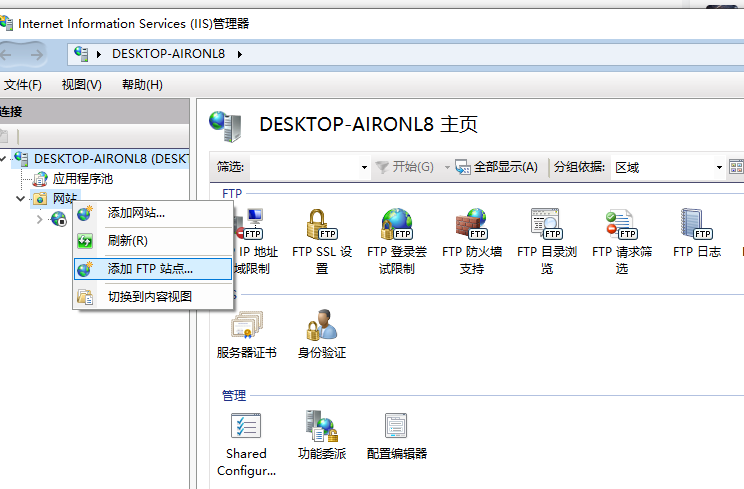 Internet Information Services (IIS)管理器
DESKTOP-AIRONL8
文件(F) 视图(V) 帮助(H)
连接
DESKTOP-AIRONL8 主页
筛选: 开始(G) 全部显示(A) 分组依据: 区域
DESKTOP-AIRONL8 (DESKT
应用程序池
网站
添加网站...
刷新(R)
添加 FTP 站点...
切换到内容视图
FTP
IP 地址
域限制
FTP SSL 设
置
FTP 登录尝
试限制
FTP 防火墙
支持
FTP 目录浏
览
FTP 请求筛
选
FTP 日志
S
服务器证书
身份验证
管理
Shared
Configur...
功能委派
配置编辑器